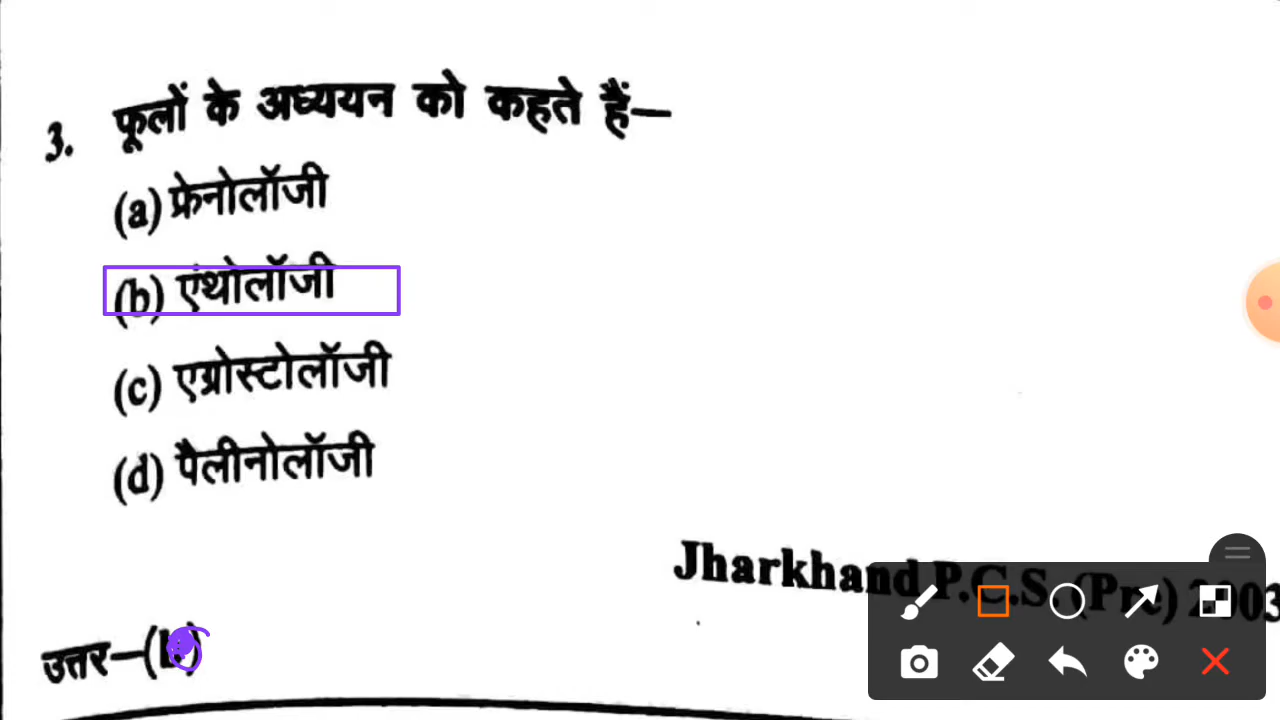 3. फूलों के अध्ययन को कहते हैं—
(a) फ्रेनोलॉजी
(b) एंथोलॉजी
(c) एग्रोस्टोलॉजी
(d) पैलीनोलॉजी
Jharkhand P.C.S. (Pre) 2003
उत्तर—(b)